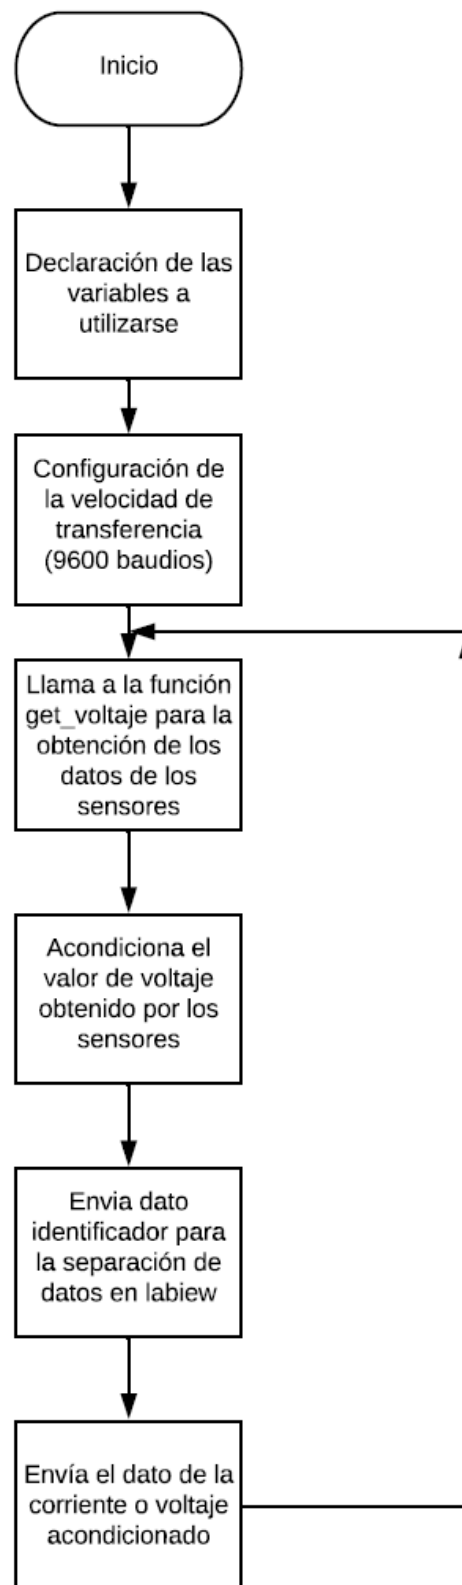 Inicio
Declaración de las
variables a
utilizarse
Configuración de
la velocidad de
transferencia
(9600 baudios)
Llama a la función
get_voltaje para la
obtención de los
datos de los
sensores
Acondiciona el
valor de voltaje
obtenido por los
sensores
Envia dato
identificador para
la separación de
datos en labiew
Envía el dato de la
corriente o voltaje
acondicionado